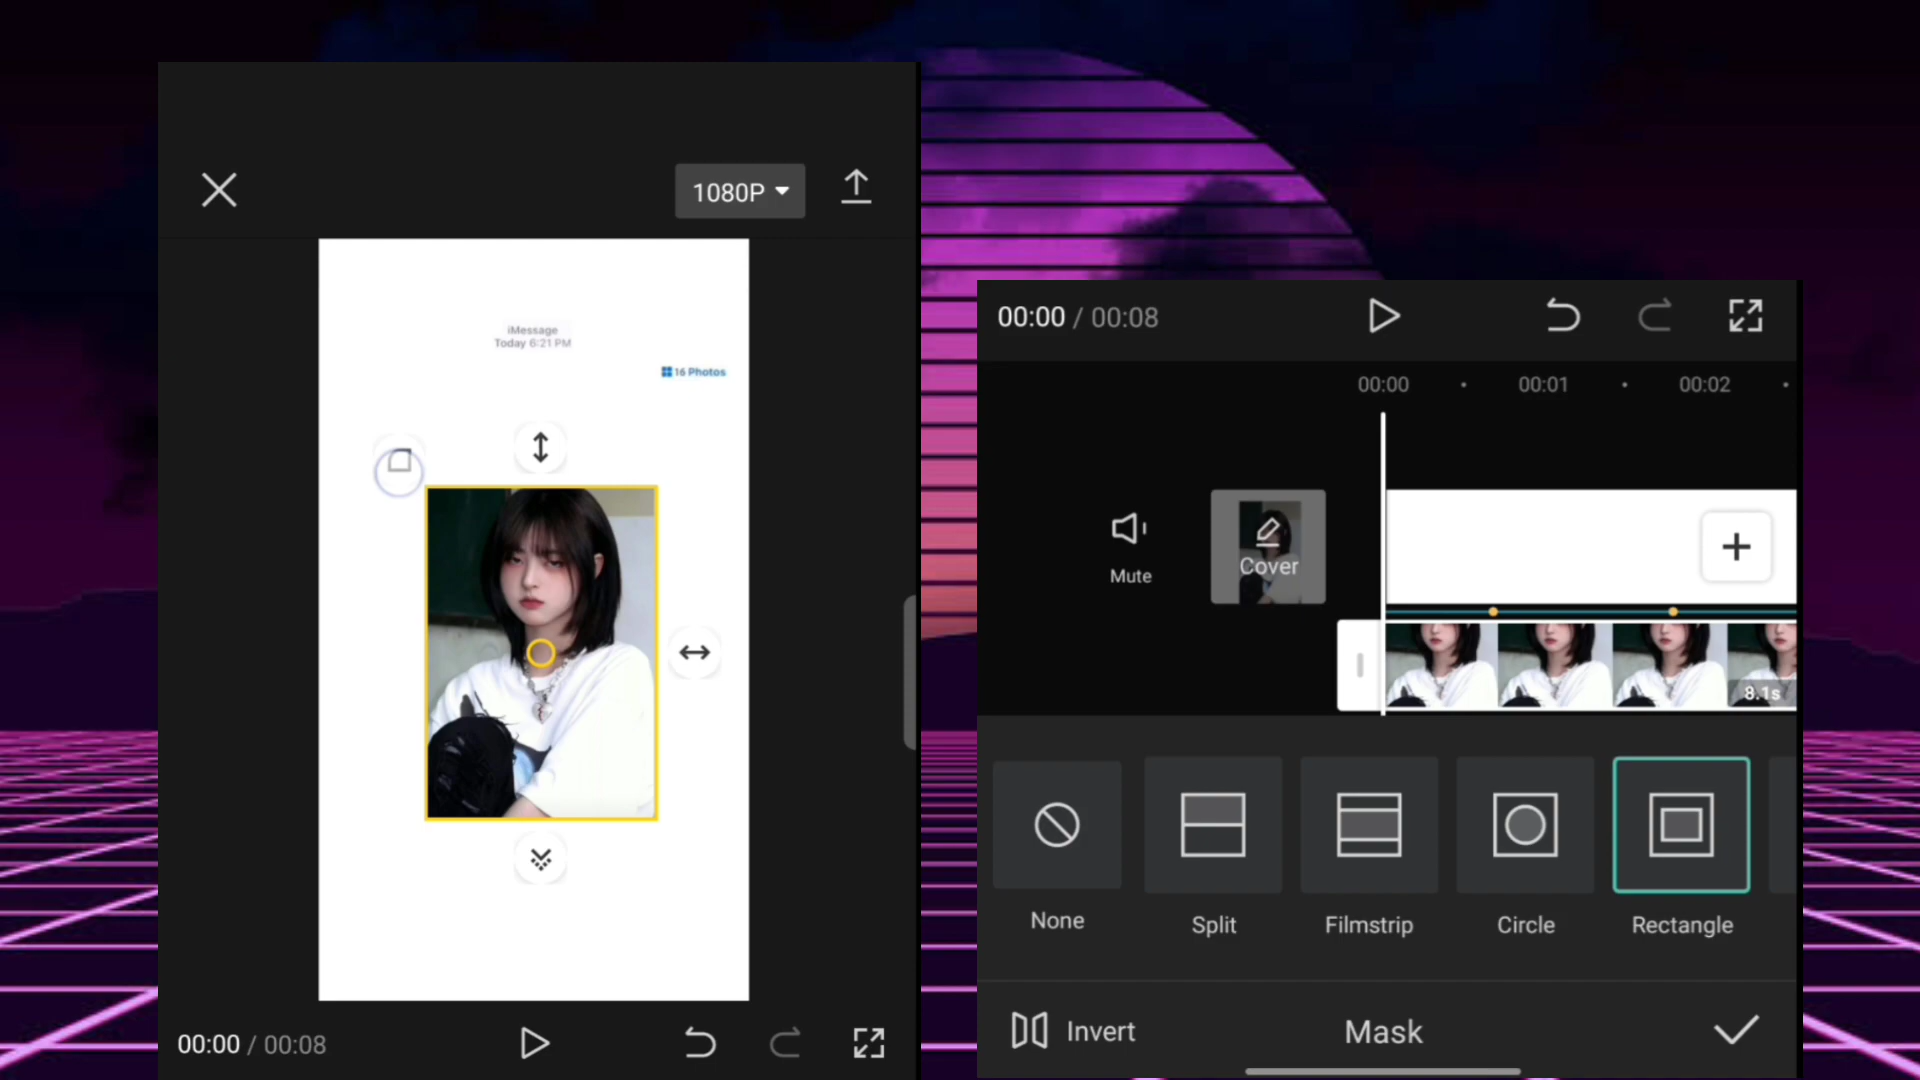 1080P
iMessage
Today 6:21 PM
16 Photos
00:00 / 00:08
00:00 / 00:08
00:00
00:01
00:02
Mute
Cover
8.1s
None
Split
Filmstrip
Circle
Rectangle
Invert
Mask